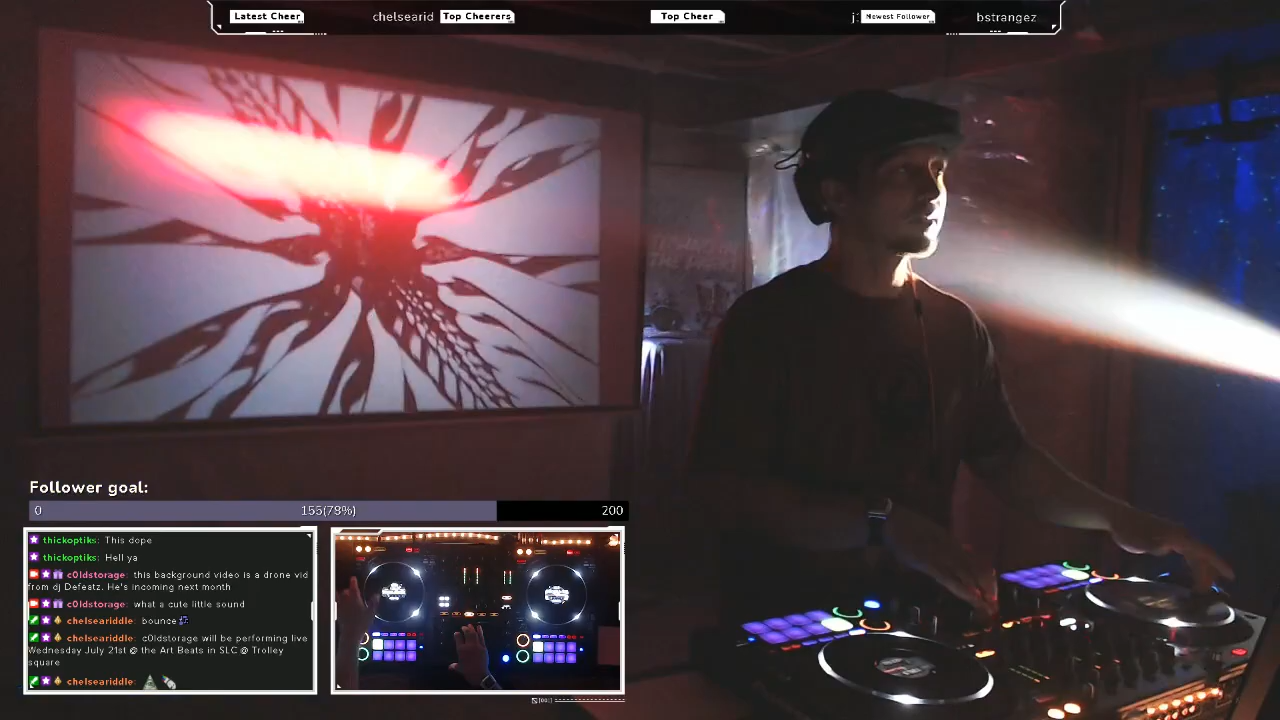 Latest Cheer
chelsearid
Top Cheerers
Top Cheer
j:
Newest Follower
bstrangez
Follower goal:
0 155(79%) 200
thickoptiks: This dope
thickoptiks: Hell ya
c0ldstorage: this background video is a drone vid
from dj Defeatz. He's incoming next
month
c0ldstorage: what a cute little sound
chelseariddle: bounce
chelseariddle: c0ldstorage will be performing live
Wednesday July 21st @ the Art Beats in SLC @ Trolley
square
chelseariddle: